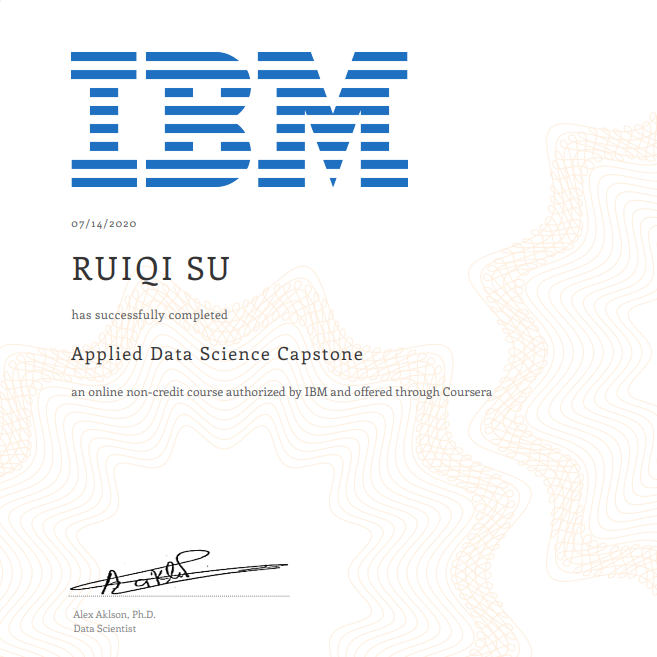 IBM
07/14/2020
RUIQI SU
has successfully completed
Applied Data Science Capstone
an online non-credit course authorized by IBM and offered through Coursera
Alex Aklson, Ph.D.
Data Scientist